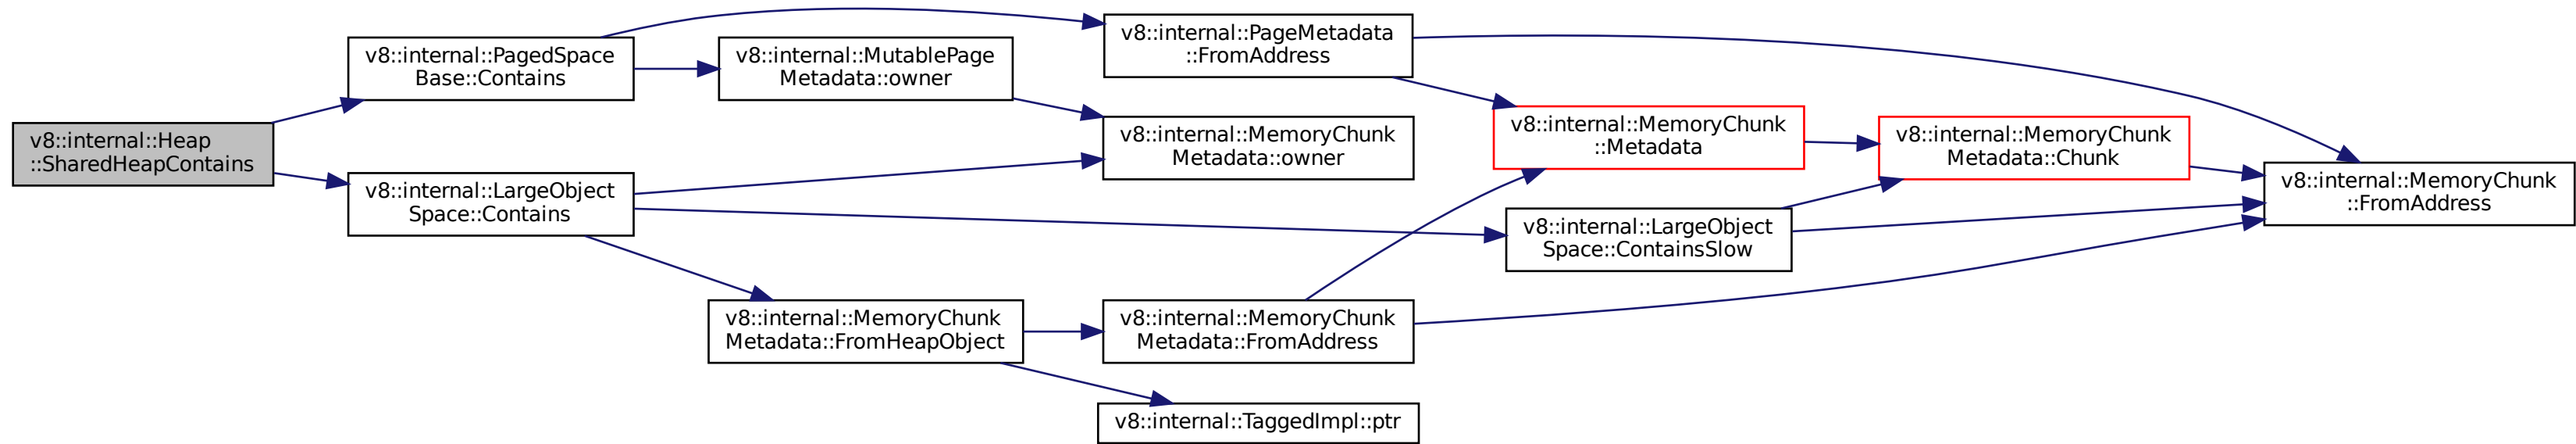 v8::internal::Heap
::SharedHeapContains
v8::internal::PagedSpace
Base::Contains
v8::internal::MutablePage
Metadata::owner
v8::internal::PageMetadata
::FromAddress
v8::internal::MemoryChunk
Metadata::owner
v8::internal::MemoryChunk
::Metadata
v8::internal::MemoryChunk
Metadata::Chunk
v8::internal::MemoryChunk
::FromAddress
v8::internal::LargeObject
Space::Contains
v8::internal::LargeObject
Space::ContainsSlow
v8::internal::MemoryChunk
Metadata::FromHeapObject
v8::internal::MemoryChunk
Metadata::FromAddress
v8::internal::TaggedImpl::ptr